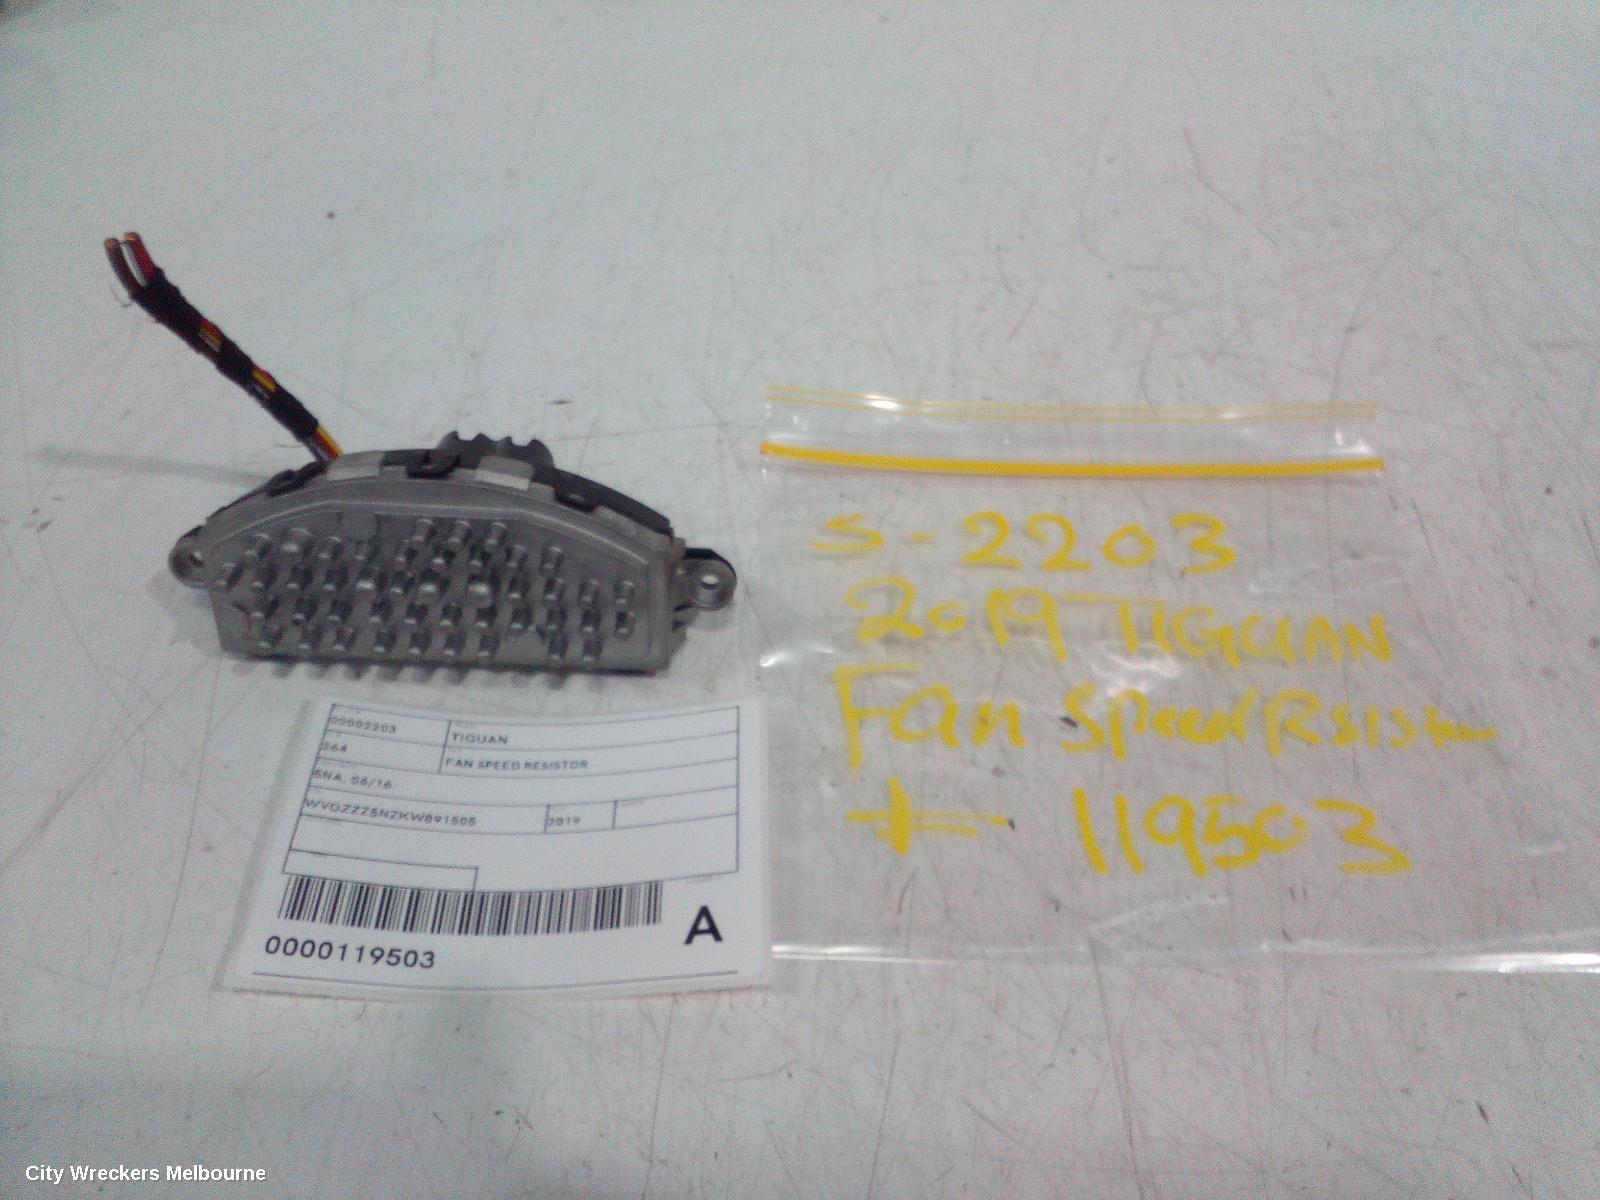 S-2203
2019 TIGUAN
Fan Speed Rsistr
# 119503
00002203
TIGUAN
264
FAN SPEED RESISTOR
5NA, 06/16-
WVGZZZ5NZKW891505
2019
A
0000119503
City Wreckers Melbourne